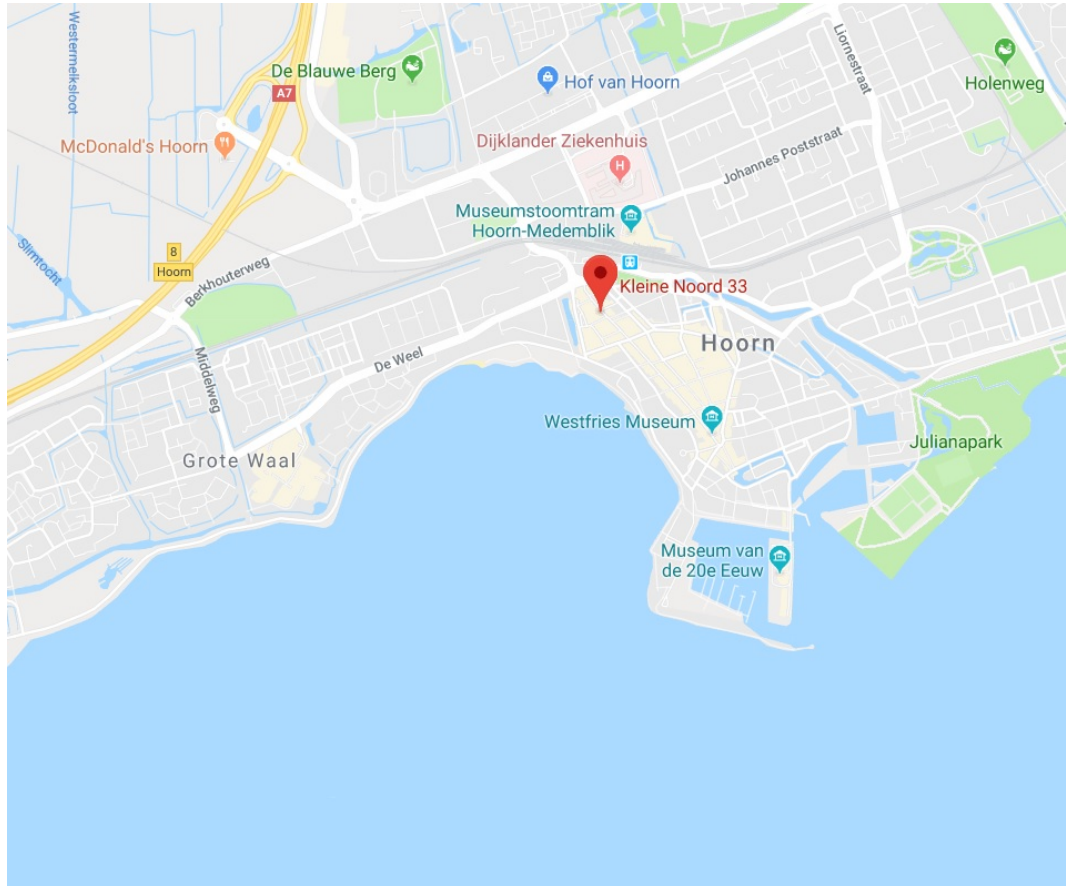 Westermelksloot
De Blauwe Berg
A7
Hof van Hoorn
Liornestraat
Holenweg
McDonald's Hoorn
Dijklander Ziekenhuis
H
Johannes Poststraat
Museumstoomtram
Hoorn-Medemblik
Slimtocht
8
Hoorn
Berkhouterweg
Kleine Noord 33
Hoorn
De Weel
Middelweg
Westfries Museum
Julianapark
Grote Waal
Museum van
de 20e Eeuw